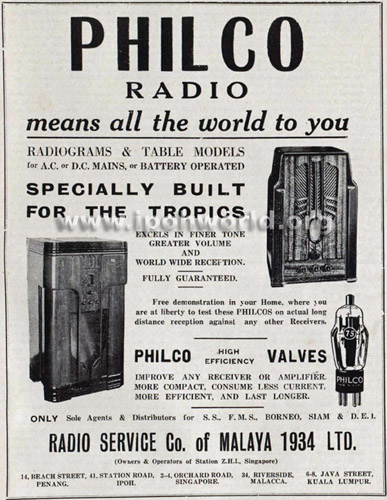 PHILCO
RADIO
means all the world to you
RADIOGRAMS & TABLE MODELS
for A.C. or D.C. MAINS, or BATTERY OPERATED
SPECIALLY BUILT
FOR THE TROPICS
www.ipohworld.org
EXCELS IN FINER TONE
GREATER VOLUME
AND
WORLD WIDE RECEPTION.
FULLY GUARANTEED.
Free demonstration in your Home, where you
are at liberty to test these PHILCOS on actual long
distance reception against any other Receivers.
75
PHILCO
PHILCO HIGH EFFICIENCY VALVES
IMPROVE ANY RECEIVER OR AMPLIFIER.
MORE COMPACT, CONSUME LESS CURRENT,
MORE EFFICIENT, AND LAST LONGER.
ONLY Sole Agents & Distributors for S.S., F.M.S., BORNEO, SIAM & D.E.I.
RADIO SERVICE Co. of MALAYA 1934 LTD.
(Owners & Operators of Station Z.H.I., Singapore)
14, BEACH STREET, 41, STATION ROAD, 2-4, ORCHARD ROAD, 34, RIVERSIDE, 6-8, JAVA STREET,
PENANG. IPOH. SINGAPORE. MALACCA. KUALA LUMPUR.